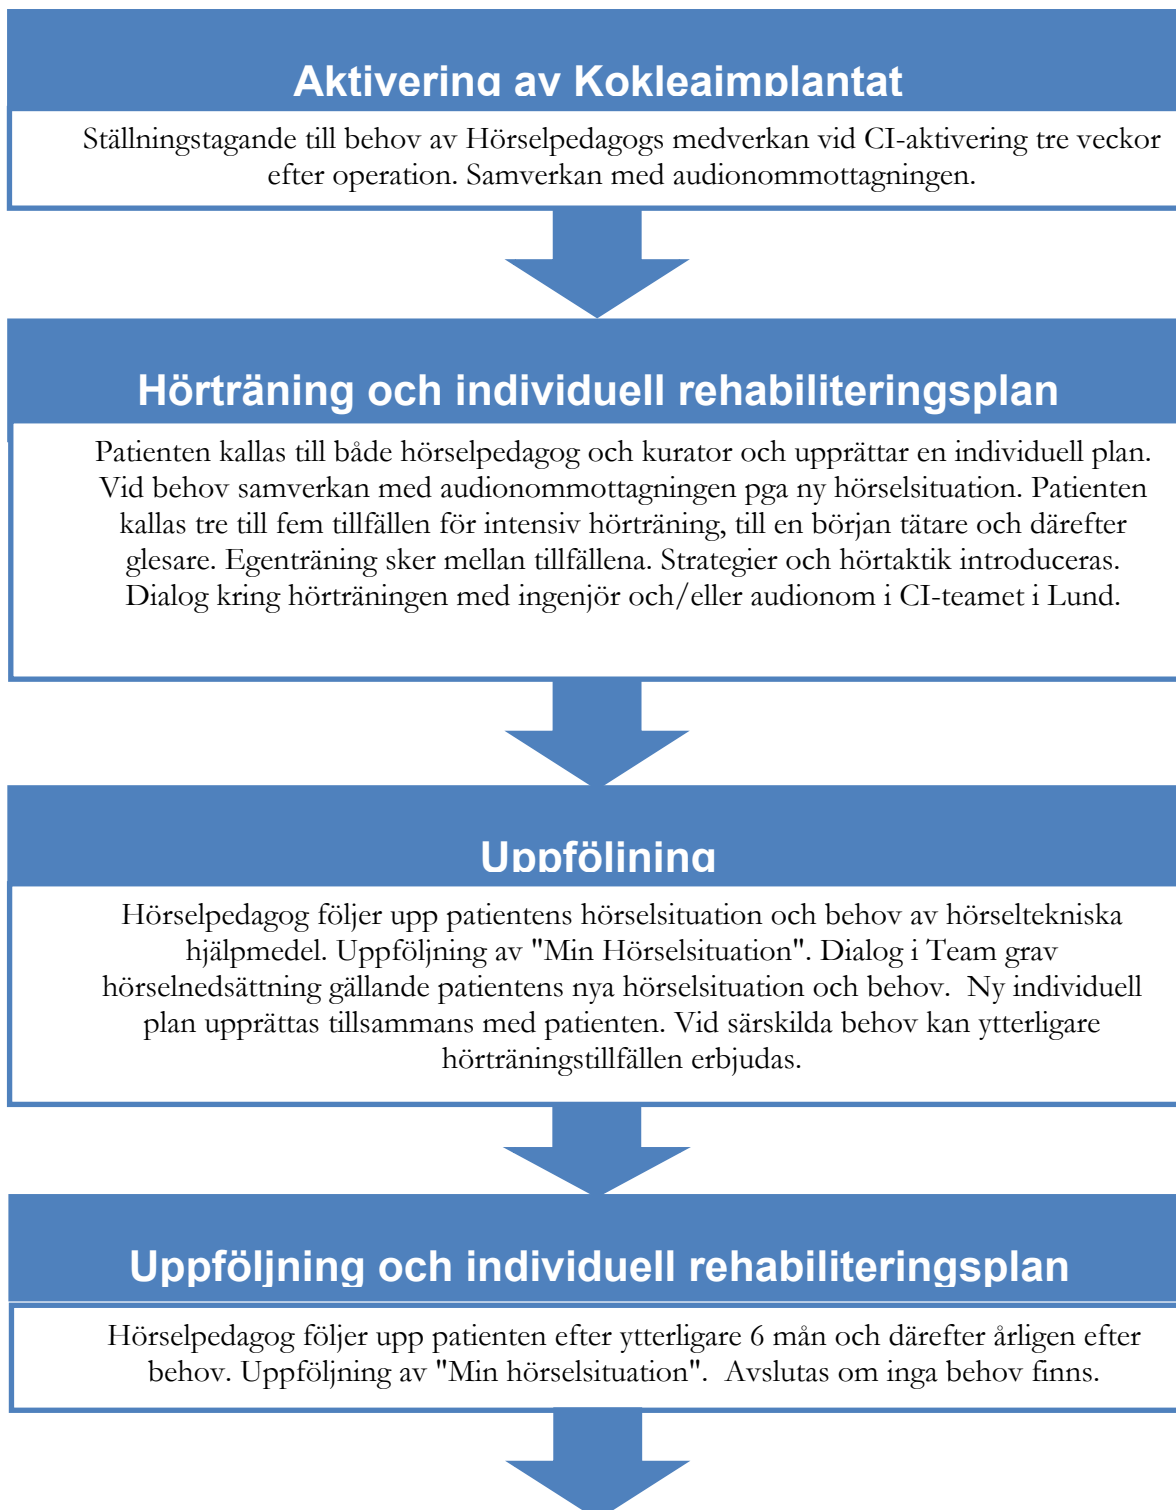 Aktivering av Kokleaimplantat
Ställningstagande till behov av Hörselpedagogs medverkan vid CI-aktivering tre veckor
efter operation. Samverkan med audionommottagningen.
Hörträning och individuell rehabiliteringsplan
Patienten kallas till både hörselpedagog och kurator och upprättar en individuell plan.
Vid behov samverkan med audionommottagningen pga ny hörselsituation. Patienten
kallas tre till fem tillfällen för intensiv hörträning, till en början tätare och därefter
glesare. Egenträning sker mellan tillfällena. Strategier och hörtaktik introduceras.
Dialog kring hörträningen med ingenjör och/eller audionom i CI-teamet i Lund.
Uppföljning
Hörselpedagog följer upp patientens hörselsituation och behov av hörseltekniska
hjälpmedel. Uppföljning av "Min Hörselsituation". Dialog i Team grav
hörselnedsättning gällande patientens nya hörselsituation och behov.  Ny individuell
plan upprättas tillsammans med patienten. Vid särskilda behov kan ytterligare
hörträningstillfällen erbjudas.
Uppföljning och individuell rehabiliteringsplan
Hörselpedagog följer upp patienten efter ytterligare 6 mån och därefter årligen efter
behov. Uppföljning av "Min hörselsituation".  Avslutas om inga behov finns.